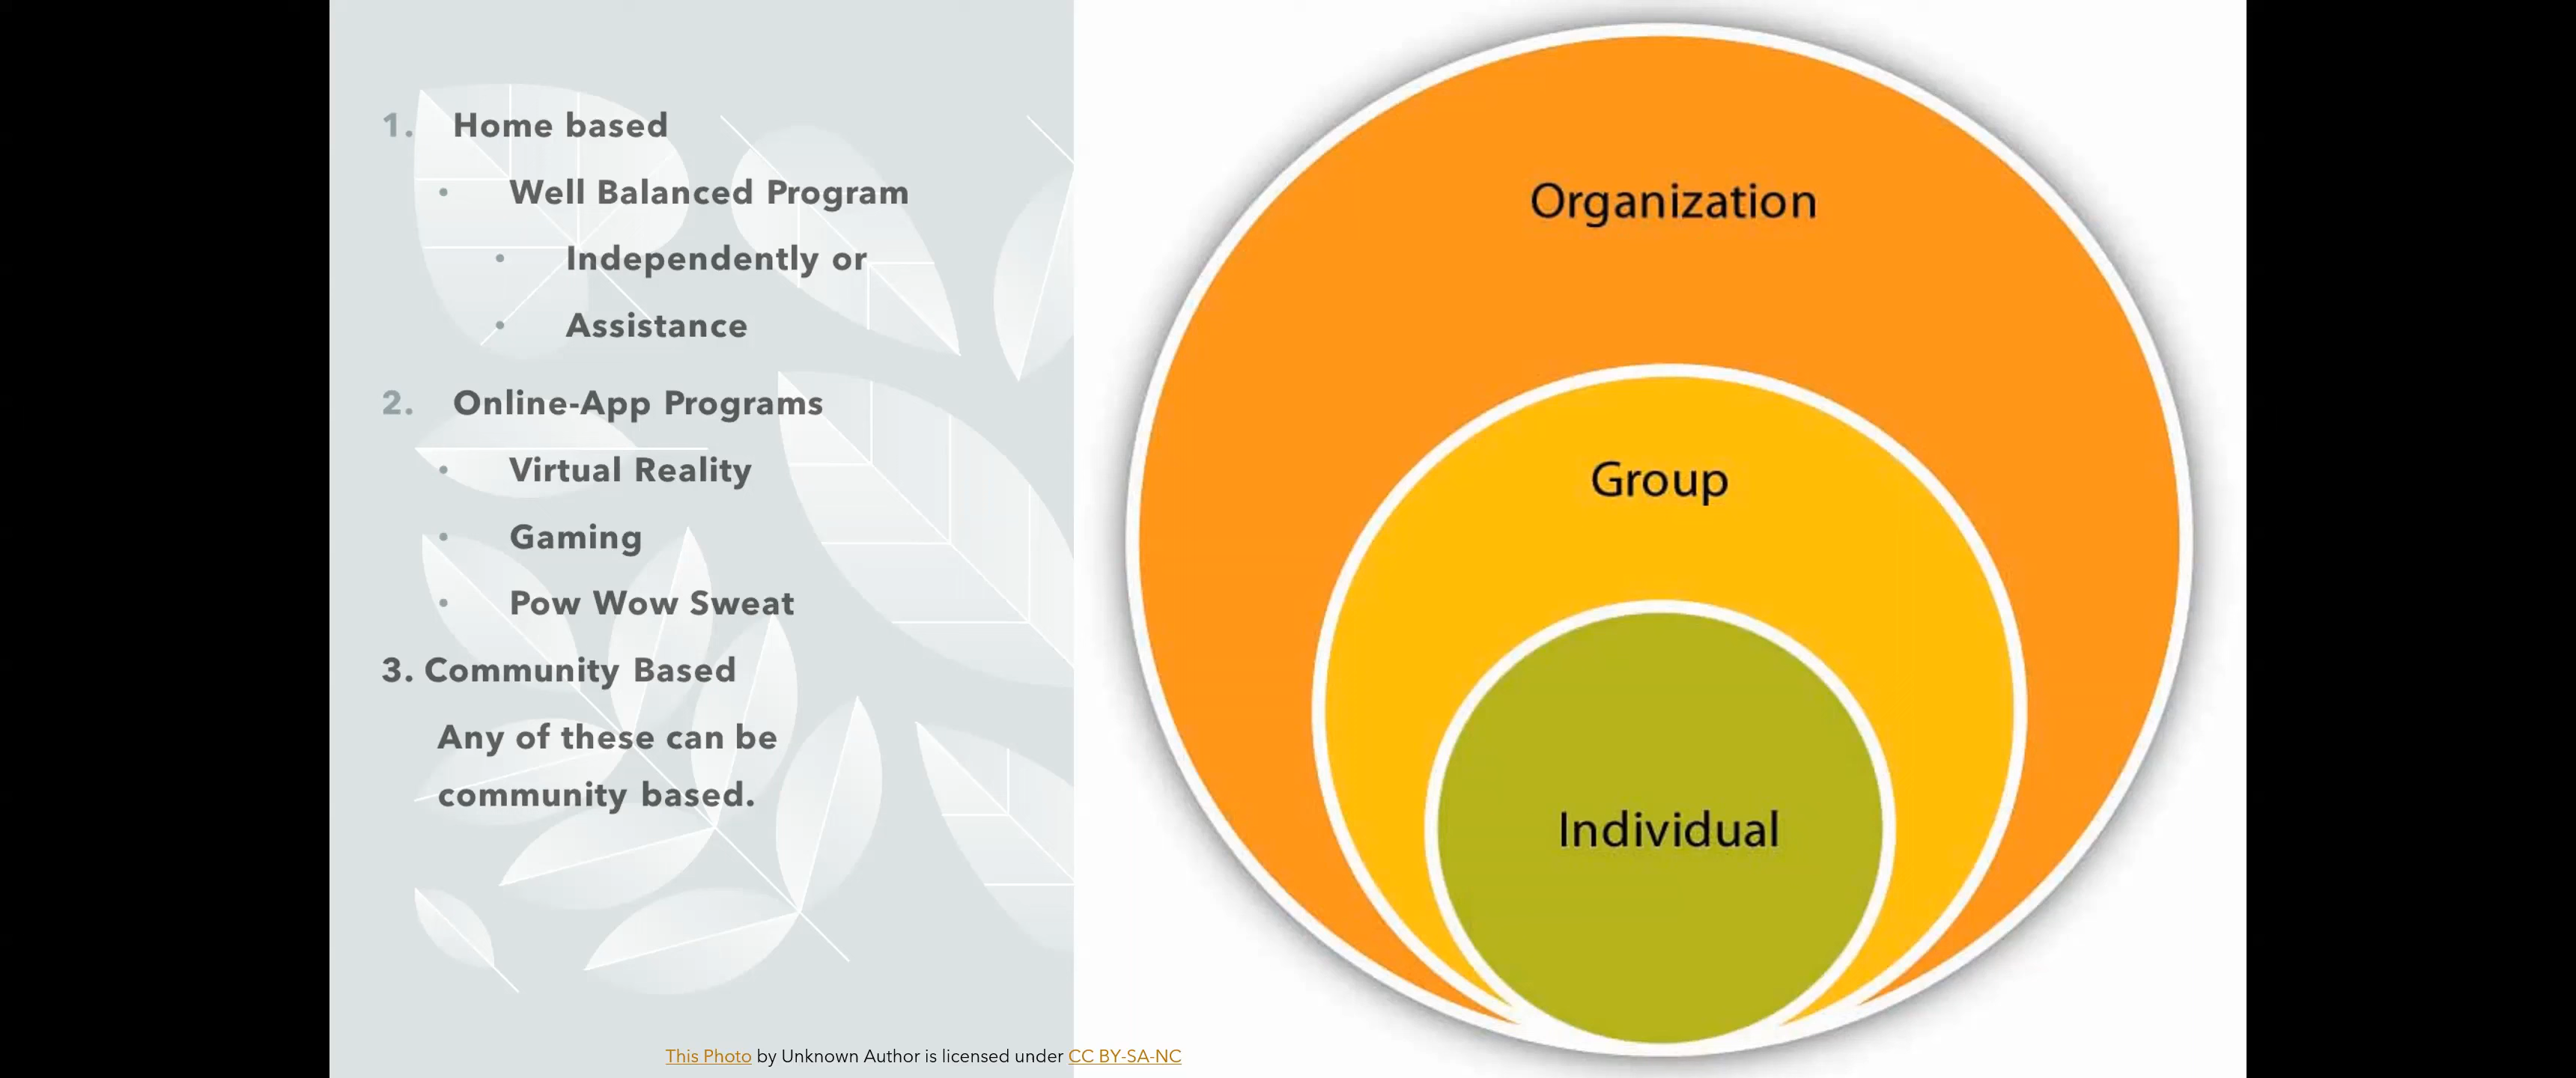 1. Home based
• Well Balanced Program
• Independently or
• Assistance
2. Online-App Programs
• Virtual Reality
• Gaming
• Pow Wow Sweat
3. Community Based
Any of these can be
community based.
Organization
Group
Individual
This Photo by Unknown Author is licensed under CC BY-SA-NC